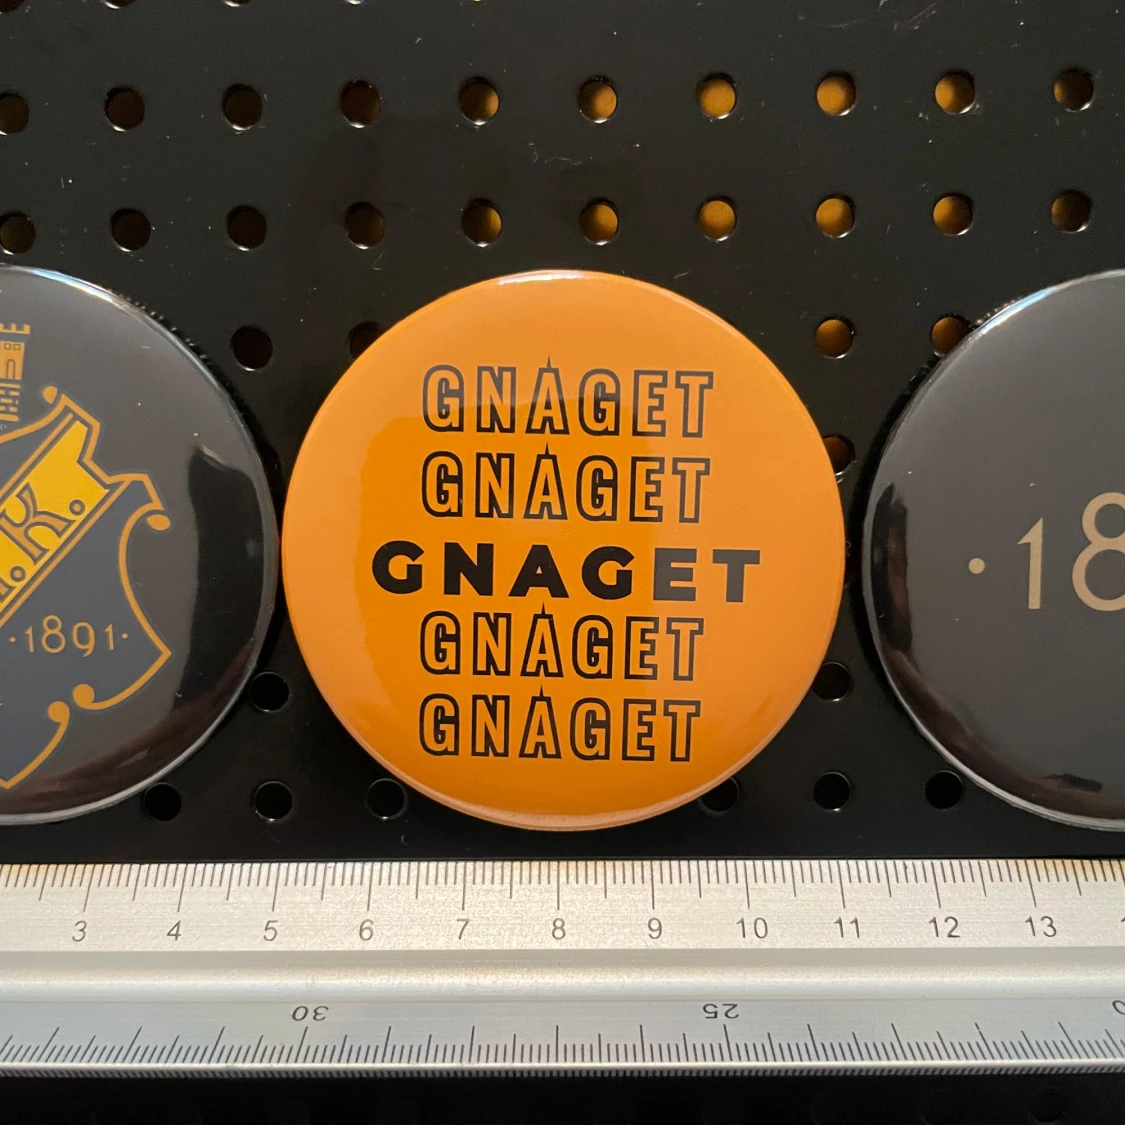 GNAGET
GNAGET
GNAGET
GNAGET
GNAGET
.K.
·1891·
· 18
3 4 5 6 7 8 9 10 11 12 13
30 25